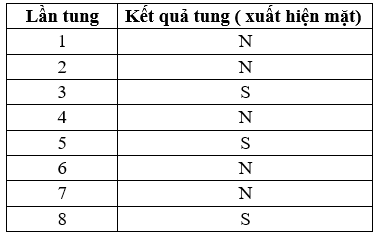 Lần tung Kết quả tung ( xuất hiện mặt)
1 N
2 N
3 S
4 N
5 S
6 N
7 N
8 S